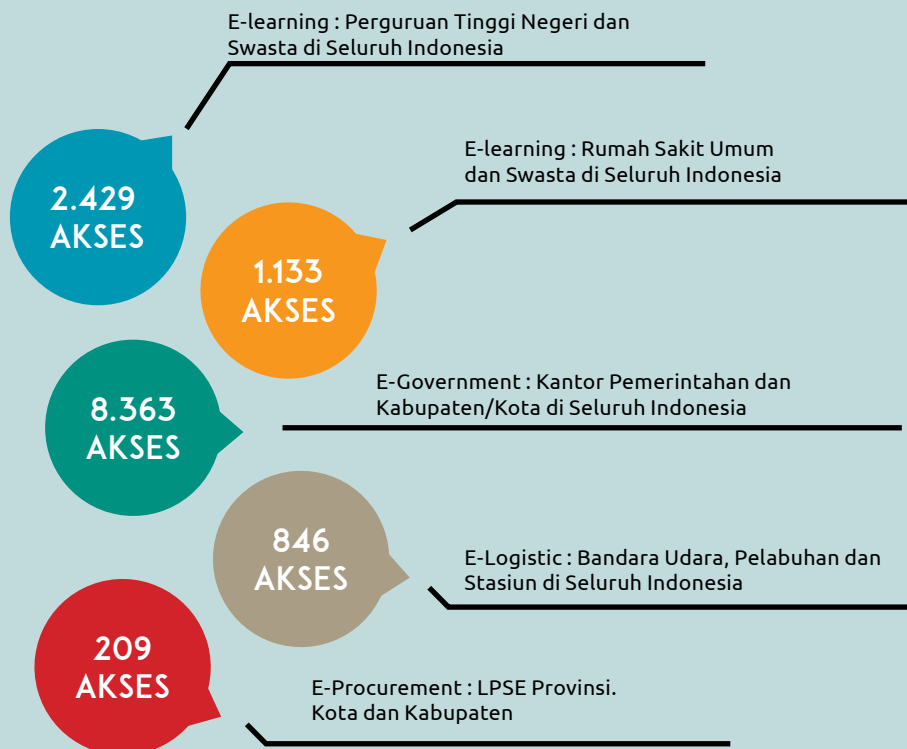 E-learning : Perguruan Tinggi Negeri dan
Swasta di Seluruh Indonesia
2.429
AKSES
E-learning : Rumah Sakit Umum
dan Swasta di Seluruh Indonesia
1.133
AKSES
E-Government : Kantor Pemerintahan dan
Kabupaten/Kota di Seluruh Indonesia
8.363
AKSES
E-Logistic : Bandara Udara, Pelabuhan dan
Stasiun di Seluruh Indonesia
846
AKSES
E-Procurement : LPSE Provinsi.
Kota dan Kabupaten
209
AKSES